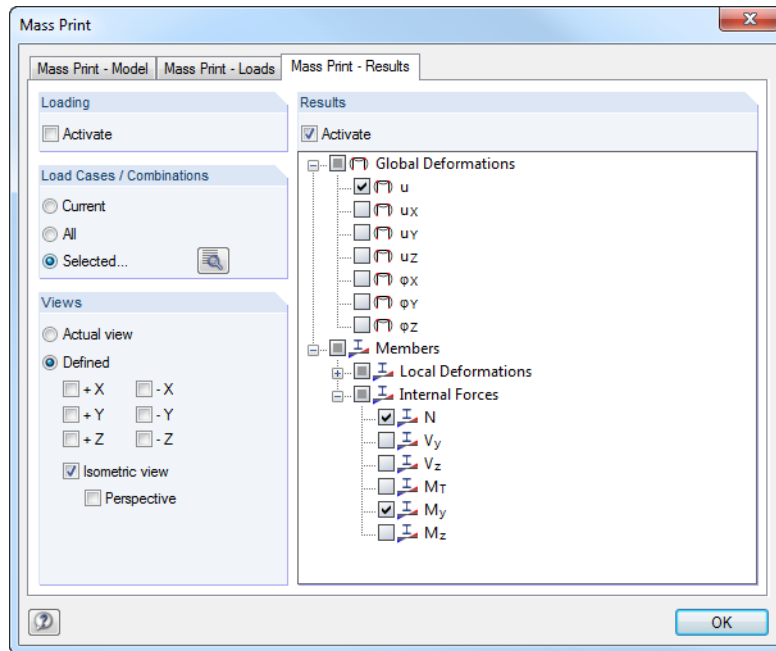 Mass Print
Mass Print - Model
Mass Print - Loads
Mass Print - Results
Loading
Activate
Load Cases / Combinations
Current
All
Selected...
Views
Actual view
Defined
+ X
- X
+ Y
- Y
+ Z
- Z
Isometric view
Perspective
Results
Activate
Global Deformations
u
uX
uY
uZ
φX
φY
φZ
Members
Local Deformations
Internal Forces
N
Vy
Vz
MT
My
Mz
OK